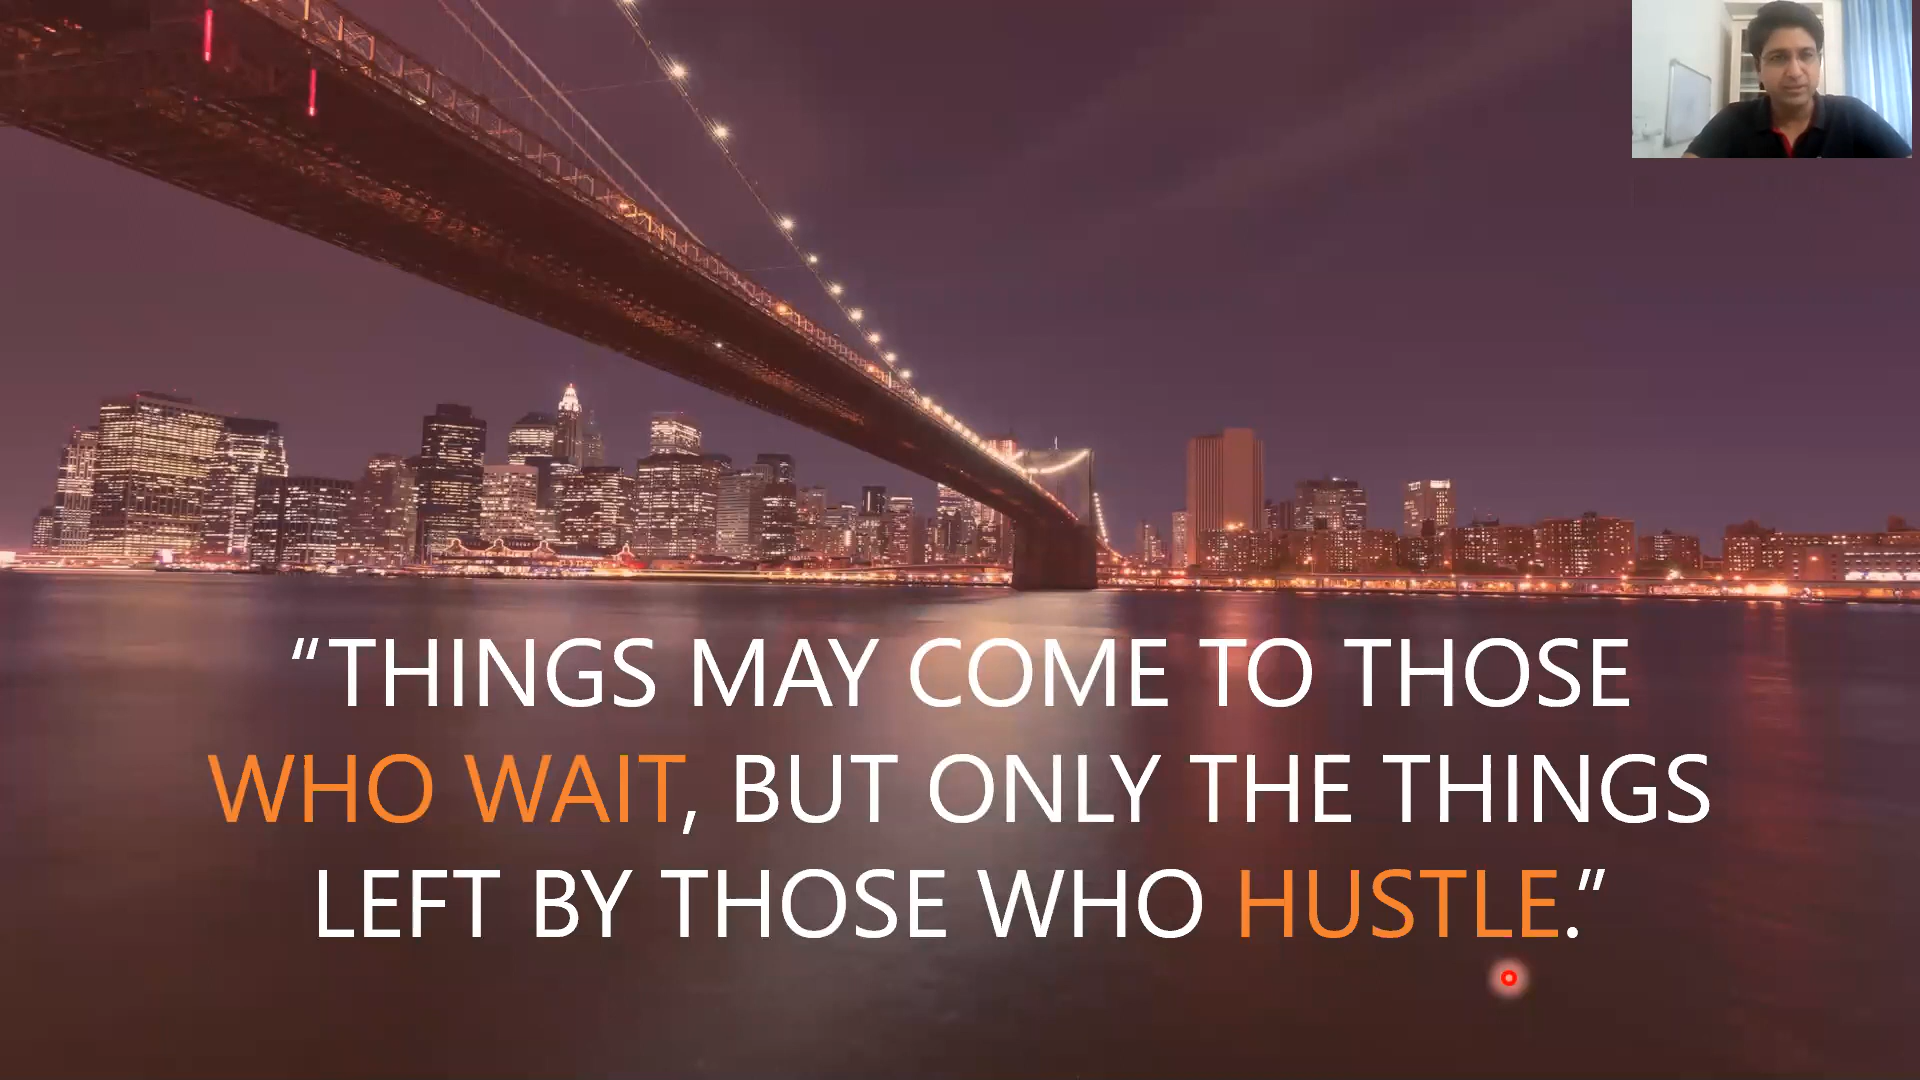 “THINGS MAY COME TO THOSE
WHO WAIT, BUT ONLY THE THINGS
LEFT BY THOSE WHO HUSTLE.”